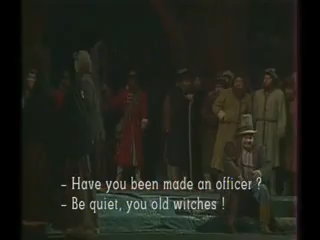 – Have you been made an officer ?
– Be quiet, you old witches !